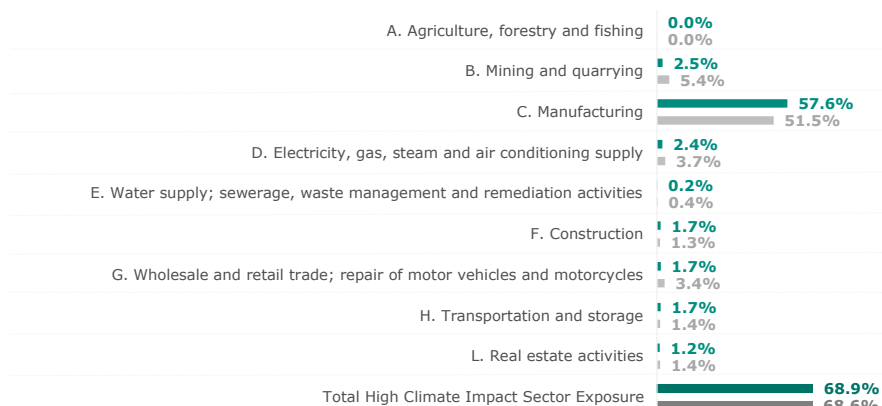 A. Agriculture, forestry and fishing 0.0%
0.0%
B. Mining and quarrying 2.5%
5.4%
C. Manufacturing 57.6%
51.5%
D. Electricity, gas, steam and air conditioning supply 2.4%
3.7%
E. Water supply; sewerage, waste management and remediation activities 0.2%
0.4%
F. Construction 1.7%
1.3%
G. Wholesale and retail trade; repair of motor vehicles and motorcycles 1.7%
3.4%
H. Transportation and storage 1.7%
1.4%
L. Real estate activities 1.2%
1.4%
Total High Climate Impact Sector Exposure 68.9%
68.6%